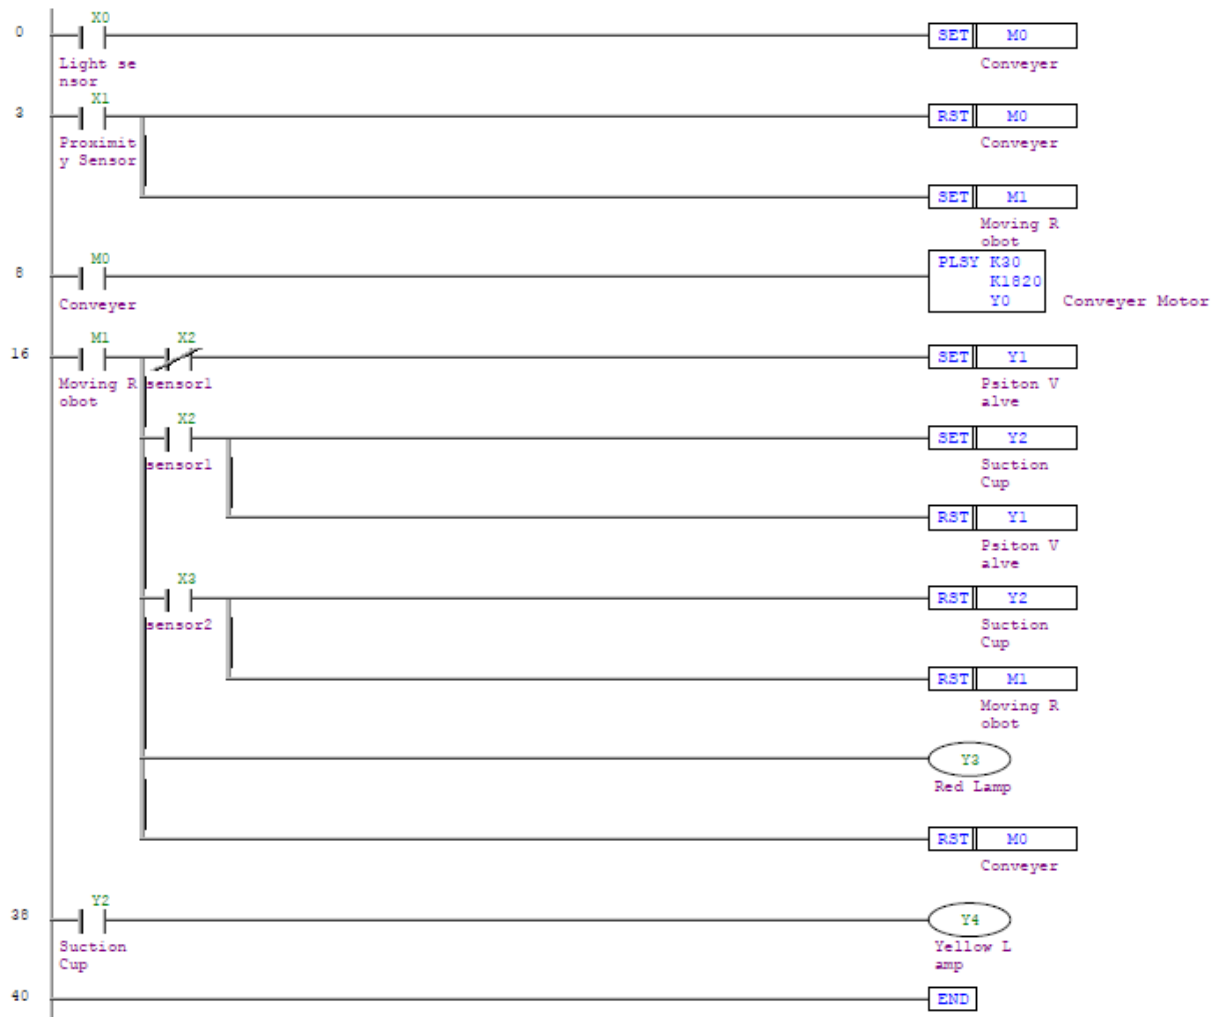 X0
0 SET M0
Light se
nsor
Conveyer
X1
3 RST M0
Proximit
y Sensor
Conveyer
SET M1
Moving R
obot
M0
8 PLSY K30
K1820
Y0 Conveyer Motor
Conveyer
M1 X2
16 SET Y1
Moving R
obot
sensor1
Psiton V
alve
X2
SET Y2
sensor1
Suction
Cup
RST Y1
Psiton V
alve
X3
RST Y2
sensor2
Suction
Cup
RST M1
Moving R
obot
Y3
Red Lamp
RST M0
Conveyer
Y2
38 Y4
Suction
Cup
Yellow L
amp
40 END